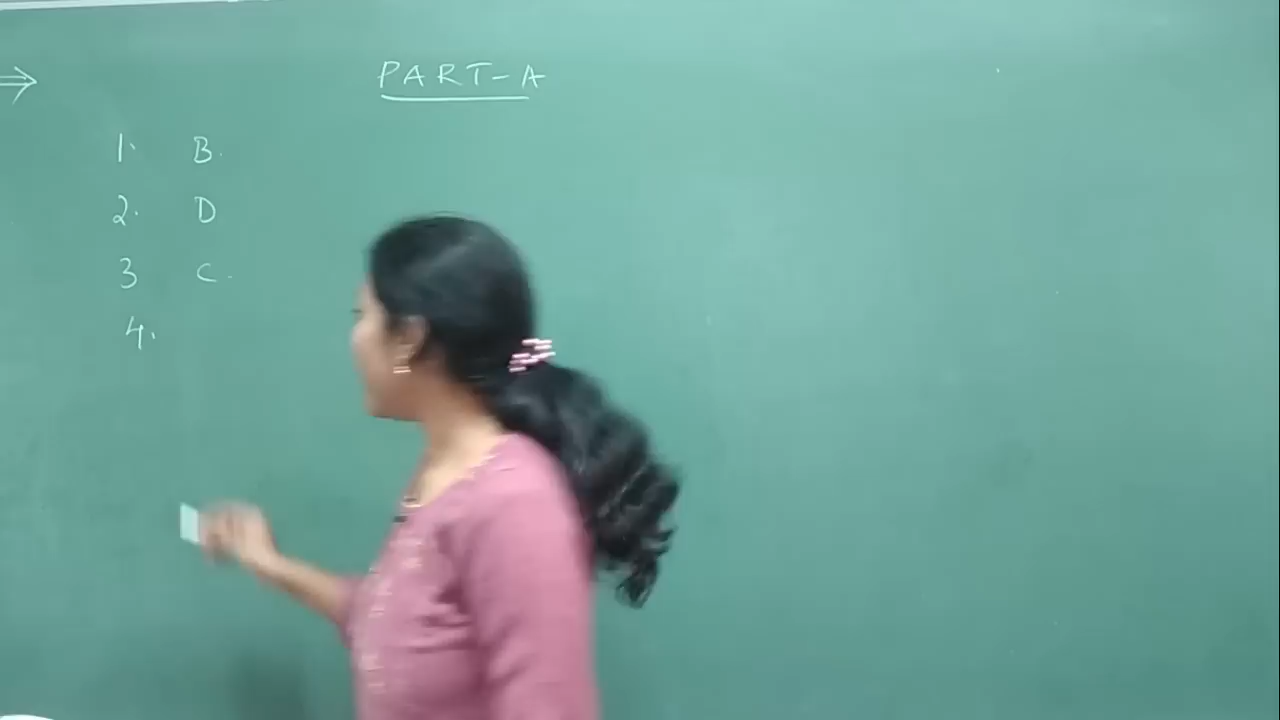 ⇒ PART-A
1. B.
2. D
3 C.
4.